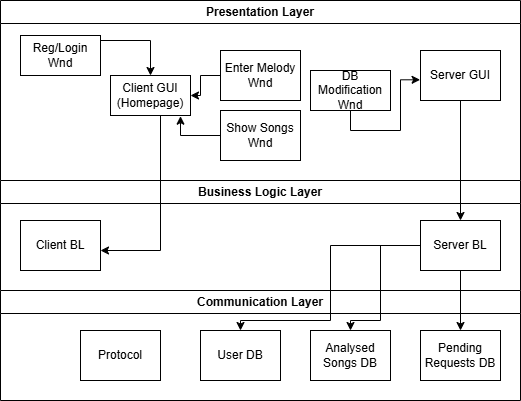 Presentation Layer
Reg/Login
Wnd
Client GUI
(Homepage)
Enter Melody
Wnd
Show Songs
Wnd
DB
Modification
Wnd
Server GUI
Business Logic Layer
Client BL
Server BL
Communication Layer
Protocol
User DB
Analysed
Songs DB
Pending
Requests DB